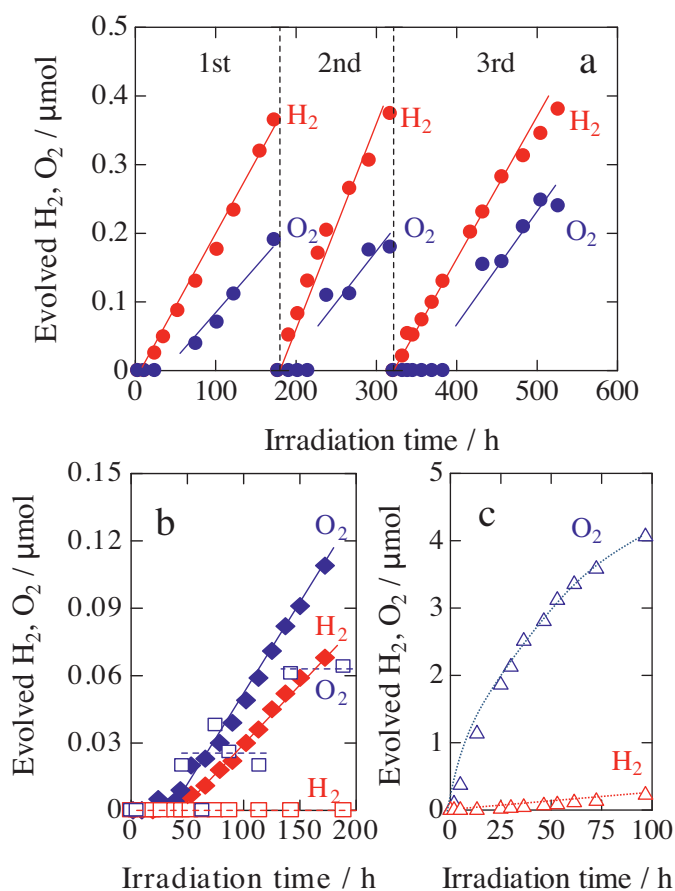 1st 2nd 3rd a
H₂ H₂ H₂
O₂ O₂ O₂
Evolved H₂, O₂ / μmol
0.5
0.4
0.3
0.2
0.1
0
0 100 200 300 400 500 600
Irradiation time / h
b
O₂
H₂
O₂
H₂
Evolved H₂, O₂ / μmol
0.15
0.12
0.09
0.06
0.03
0
0 50 100 150 200
Irradiation time / h
c
O₂
H₂
Evolved H₂, O₂ / μmol
5
4
3
2
1
0
0 25 50 75 100
Irradiation time / h